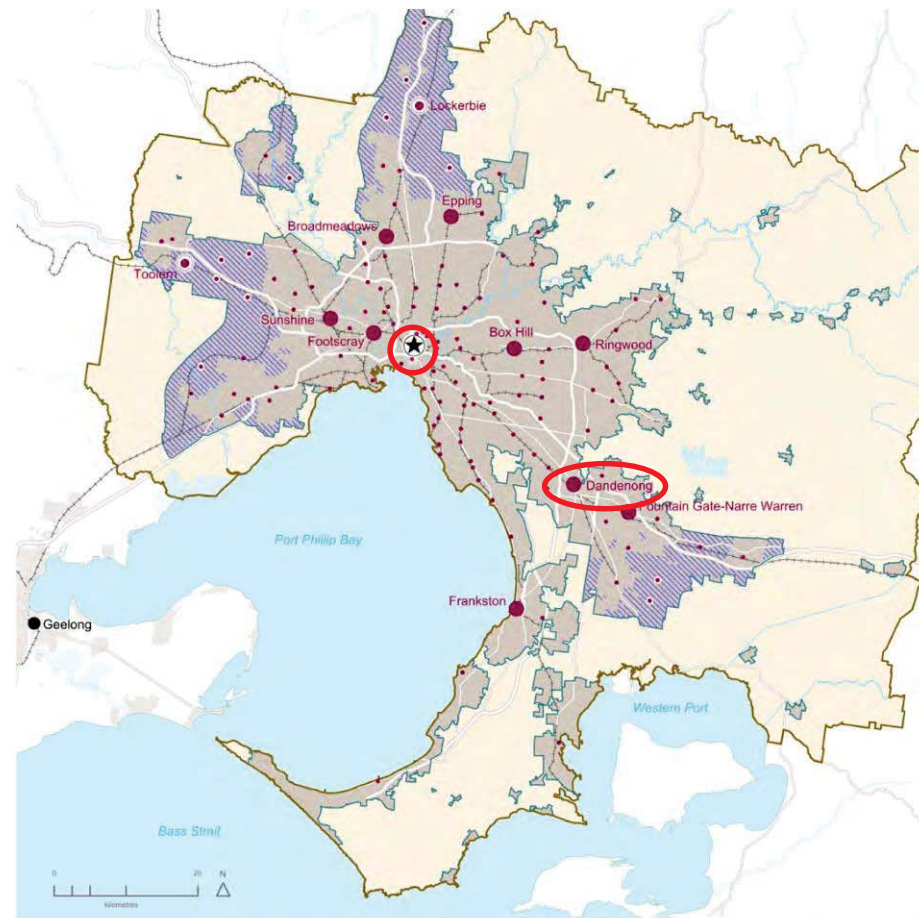 Lockerbie
Epping
Broadmeadows
Toolern
Sunshine
Footscray
Box Hill
Ringwood
Dandenong
Fountain Gate-Narre Warren
Port Phillip Bay
Frankston
Geelong
Western Port
Bass Strait
0 20 N
kilometres